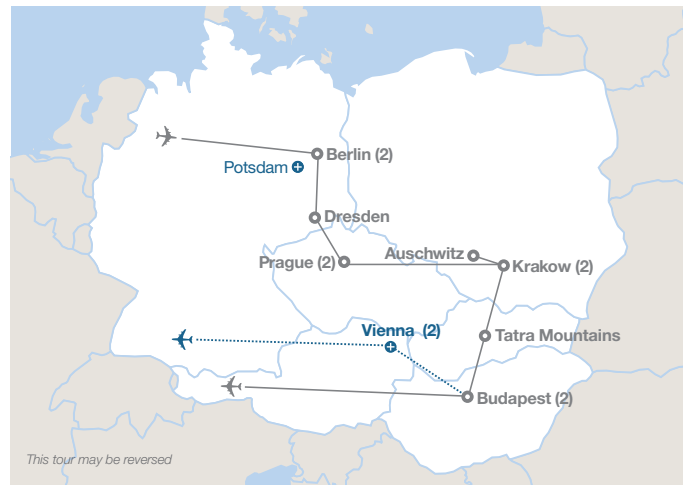 Berlin (2)
Potsdam
Dresden
Auschwitz
Prague (2)
Krakow (2)
Vienna (2)
Tatra Mountains
Budapest (2)
This tour may be reversed